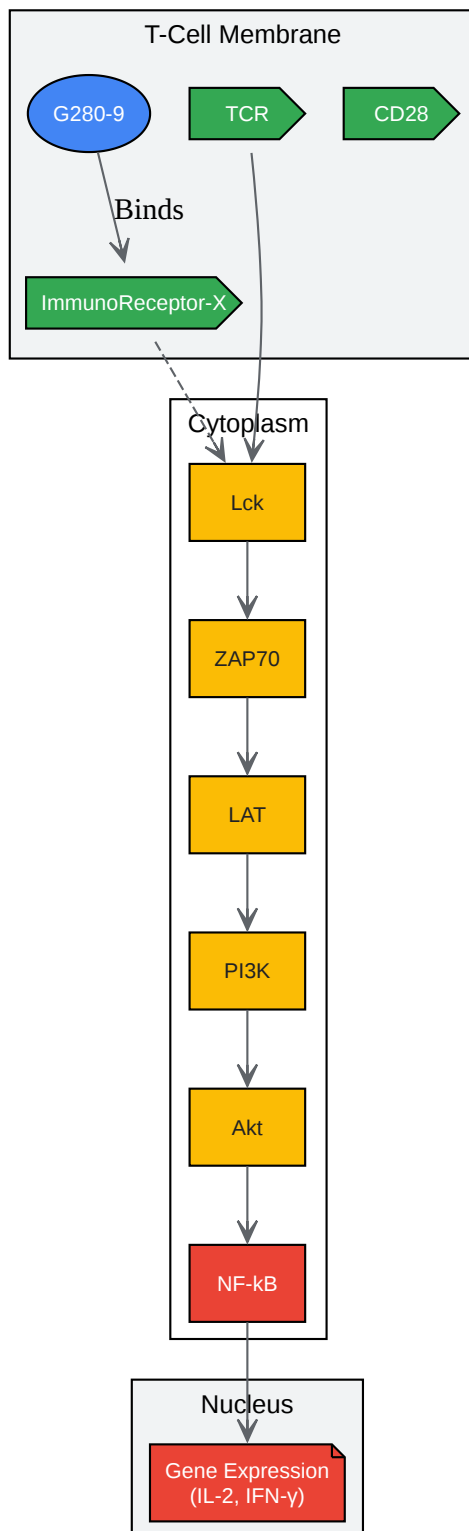 T-Cell Membrane
G280-9
TCR
CD28
Binds
ImmunoReceptor-X
Cytoplasm
Lck
ZAP70
LAT
PI3K
Akt
NF-kB
Nucleus
Gene Expression
(IL-2, IFN-γ)